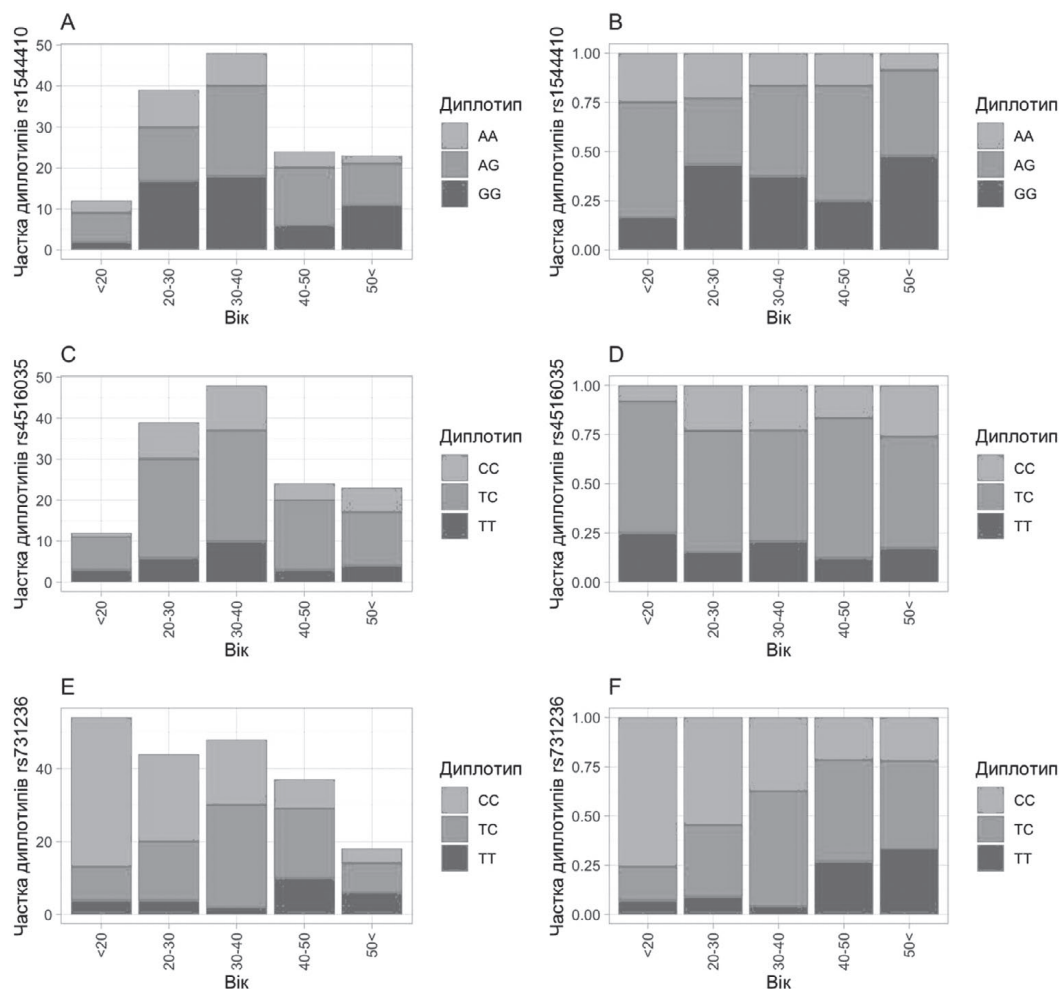 A
Частка диплотипів rs1544410
50
40
30
20
10
0
<20
20-30
30-40
40-50
50<
Вік
Диплотип
AA
AG
GG
B
Частка диплотипів rs1544410
1.00
0.75
0.50
0.25
0.00
<20
20-30
30-40
40-50
50<
Вік
Диплотип
AA
AG
GG
C
Частка диплотипів rs4516035
50
40
30
20
10
0
<20
20-30
30-40
40-50
50<
Вік
Диплотип
CC
TC
TT
D
Частка диплотипів rs4516035
1.00
0.75
0.50
0.25
0.00
<20
20-30
30-40
40-50
50<
Вік
Диплотип
CC
TC
TT
E
Частка диплотипів rs731236
40
20
0
<20
20-30
30-40
40-50
50<
Вік
Диплотип
CC
TC
TT
F
Частка диплотипів rs731236
1.00
0.75
0.50
0.25
0.00
<20
20-30
30-40
40-50
50<
Вік
Диплотип
CC
TC
TT